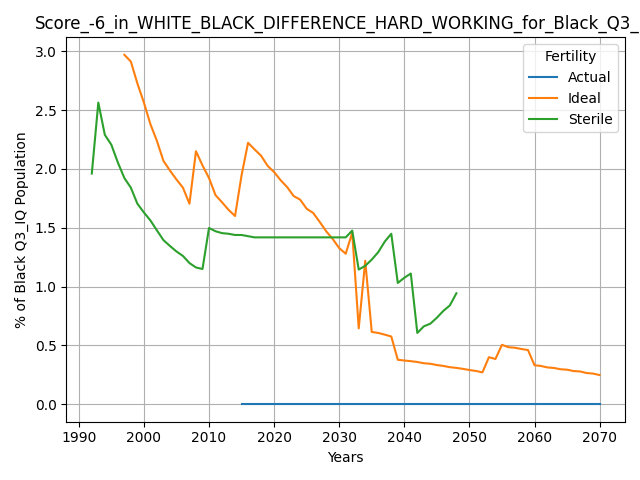 Score_-6_in_WHITE_BLACK_DIFFERENCE_HARD_WORKING_for_Black_Q3_
Fertility
Actual
Ideal
Sterile
% of Black Q3_IQ Population
3.0
2.5
2.0
1.5
1.0
0.5
0.0
1990 2000 2010 2020 2030 2040 2050 2060 2070
Years